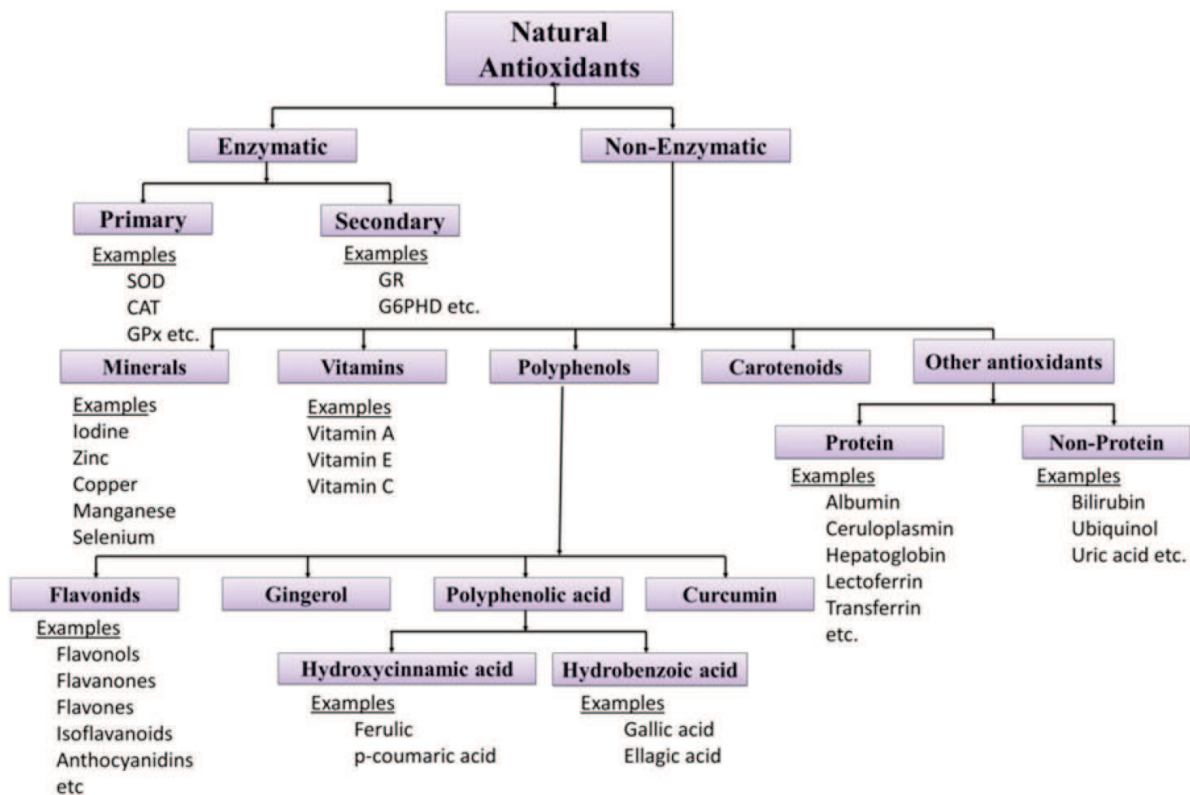 Natural
Antioxidants
Enzymatic
Non-Enzymatic
Primary
Secondary
Examples
SOD
CAT
GPx etc.
Examples
GR
G6PHD etc.
Minerals
Vitamins
Polyphenols
Carotenoids
Other antioxidants
Examples
Iodine
Zinc
Copper
Manganese
Selenium
Examples
Vitamin A
Vitamin E
Vitamin C
Protein
Non-Protein
Examples
Albumin
Ceruloplasmin
Hepatoglobin
Lectoferrin
Transferrin
etc.
Examples
Bilirubin
Ubiquinol
Uric acid etc.
Flavonids
Gingerol
Polyphenolic acid
Curcumin
Examples
Flavonols
Flavanones
Flavones
Isoflavanoids
Anthocyanidins
etc
Hydroxycinnamic acid
Hydrobenzoic acid
Examples
Ferulic
p-coumaric acid
Examples
Gallic acid
Ellagic acid